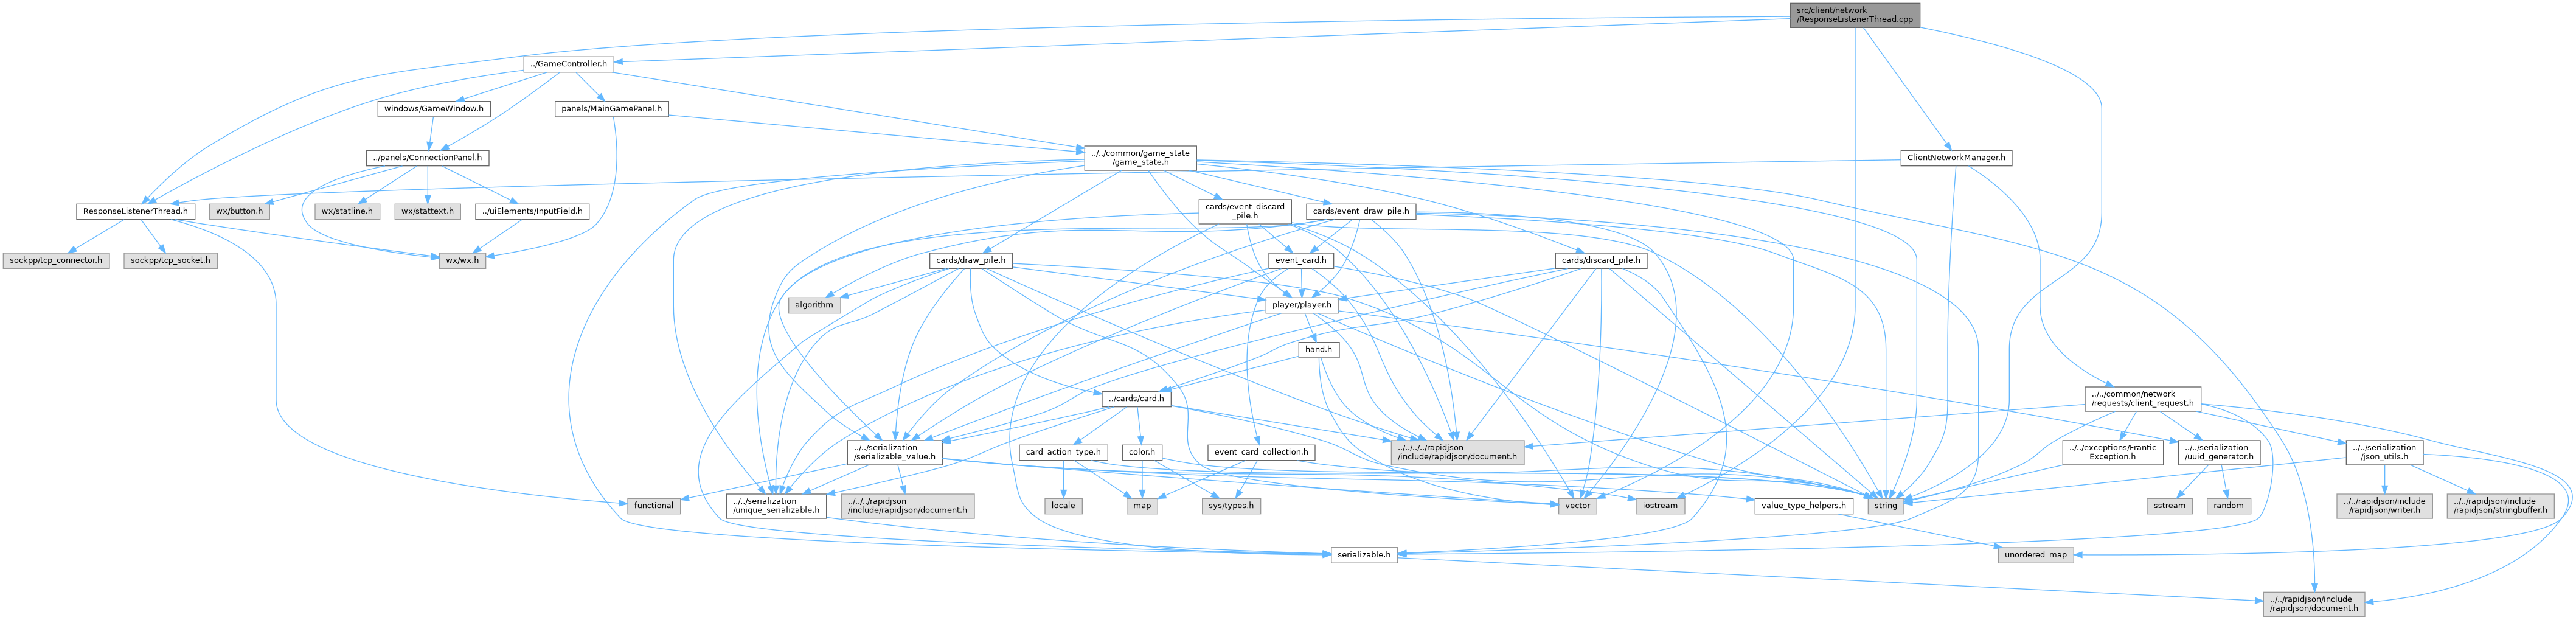 src/client/network
/ResponseListenerThread.cpp
../GameController.h
windows/GameWindow.h
panels/MainGamePanel.h
../panels/ConnectionPanel.h
../../common/game_state
/game_state.h
ClientNetworkManager.h
ResponseListenerThread.h
wx/button.h
wx/statline.h
wx/stattext.h
../uiElements/InputField.h
cards/event_discard
_pile.h
cards/event_draw_pile.h
sockpp/tcp_connector.h
sockpp/tcp_socket.h
wx/wx.h
cards/draw_pile.h
event_card.h
cards/discard_pile.h
algorithm
player/player.h
hand.h
../cards/card.h
../../common/network
/requests/client_request.h
../../serialization
/serializable_value.h
card_action_type.h
color.h
event_card_collection.h
../../../../rapidjson
/include/rapidjson/document.h
../../exceptions/Frantic
Exception.h
../../serialization
/uuid_generator.h
../../serialization
/json_utils.h
functional
../../serialization
/unique_serializable.h
../../../rapidjson
/include/rapidjson/document.h
locale
map
sys/types.h
vector
iostream
value_type_helpers.h
string
sstream
random
../../rapidjson/include
/rapidjson/writer.h
../../rapidjson/include
/rapidjson/stringbuffer.h
serializable.h
unordered_map
../../rapidjson/include
/rapidjson/document.h